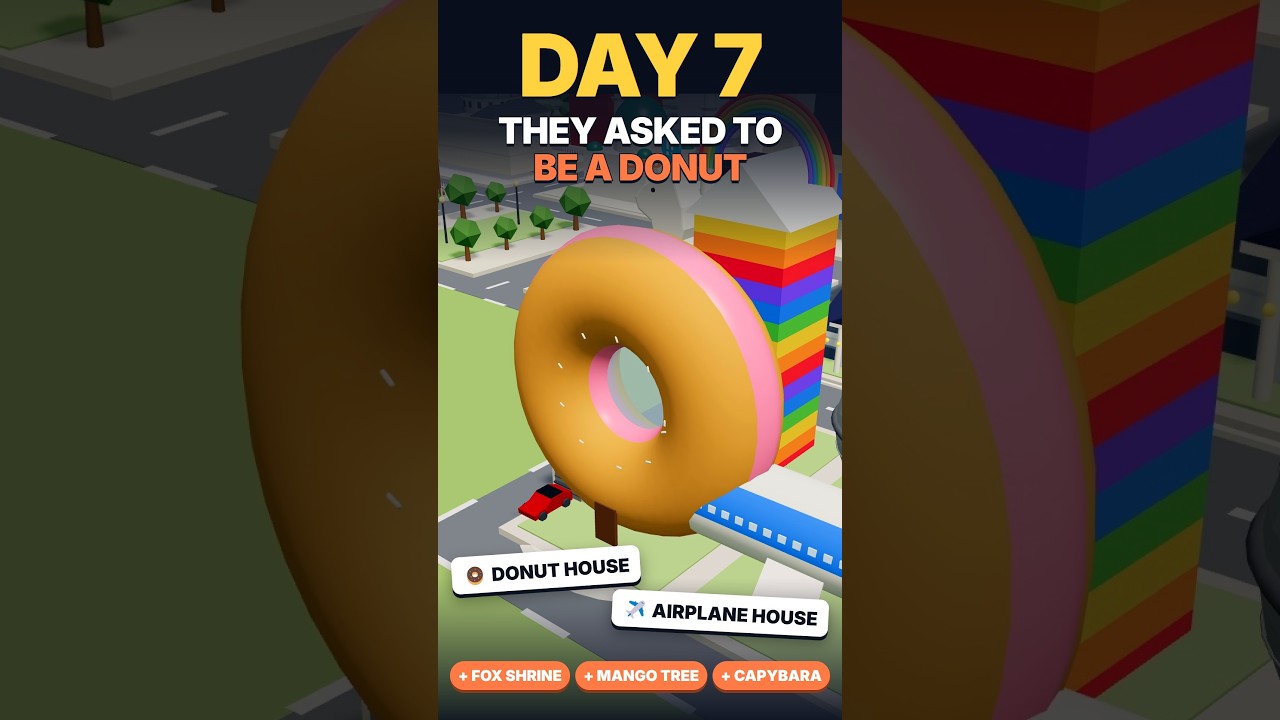 DAY 7
THEY ASKED TO
BE A DONUT
DONUT HOUSE
AIRPLANE HOUSE
+ FOX SHRINE
+ MANGO TREE
+ CAPYBARA